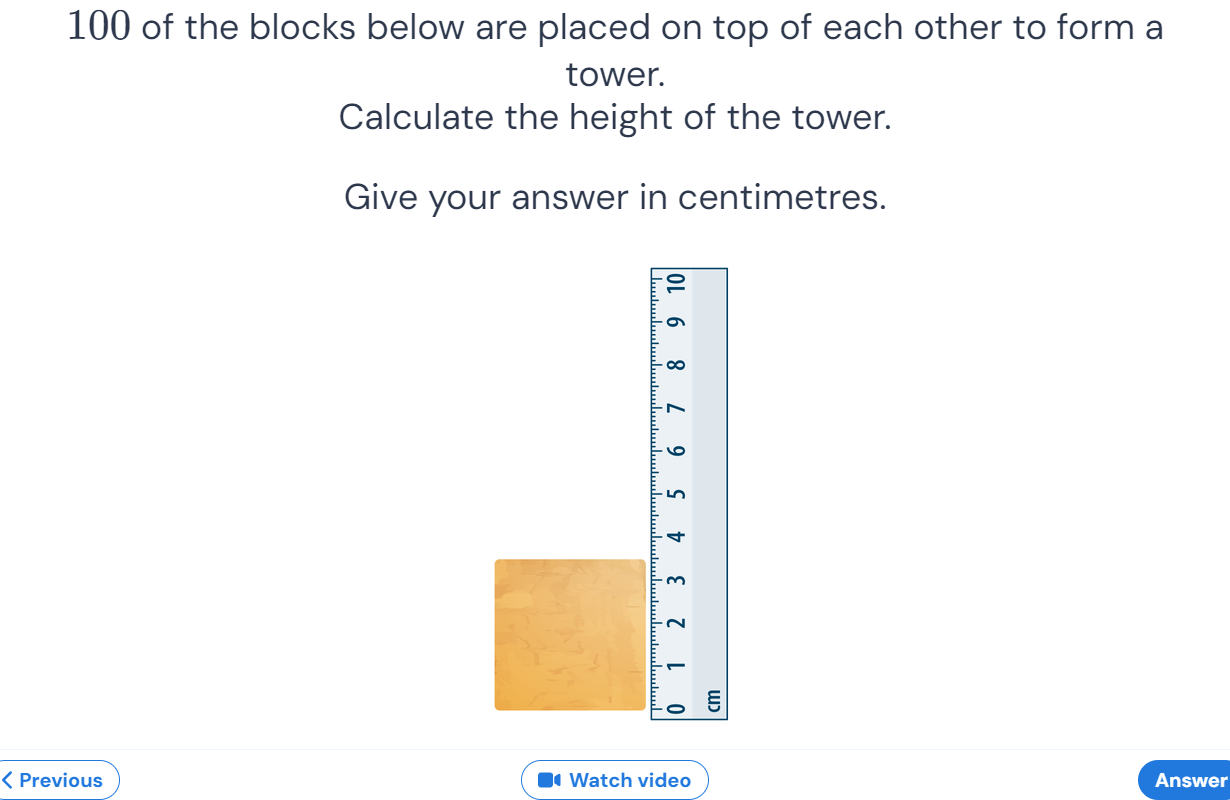 100 of the blocks below are placed on top of each other to form a
tower.
Calculate the height of the tower.
Give your answer in centimetres.
10
9
8
7
6
5
4
3
2
1
0
cm
Previous
Watch video
Answer